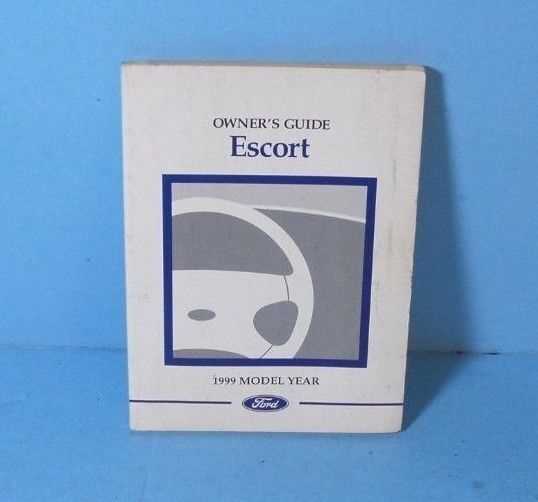 OWNER'S GUIDE
Escort
1999 MODEL YEAR
Ford